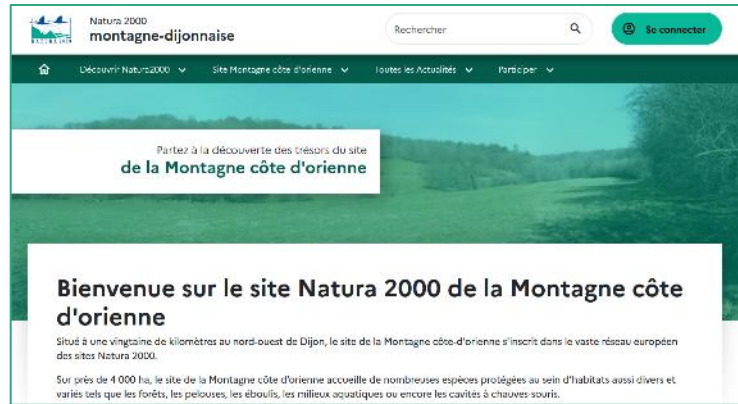 Natura 2000
montagne-dijonnaise
Rechercher
Se connecter
NATURA 2000
Découvrir Natura2000
Site Montagne côte d'orienne
Toutes les Actualités
Participer
Partez à la découverte des trésors du site
de la Montagne côte d'orienne
Bienvenue sur le site Natura 2000 de la Montagne côte
d'orienne
Situé à une vingtaine de kilomètres au nord-ouest de Dijon, le site de la Montagne côte-d'orienne s'inscrit dans le vaste réseau européen
des sites Natura 2000.
Sur près de 4 000 ha, le site de la Montagne côte d'orienne accueille de nombreuses espèces protégées au sein d'habitats aussi divers et
variés tels que les forêts, les pelouses, les éboulis, les milieux aquatiques ou encore les cavités à chauves-souris.